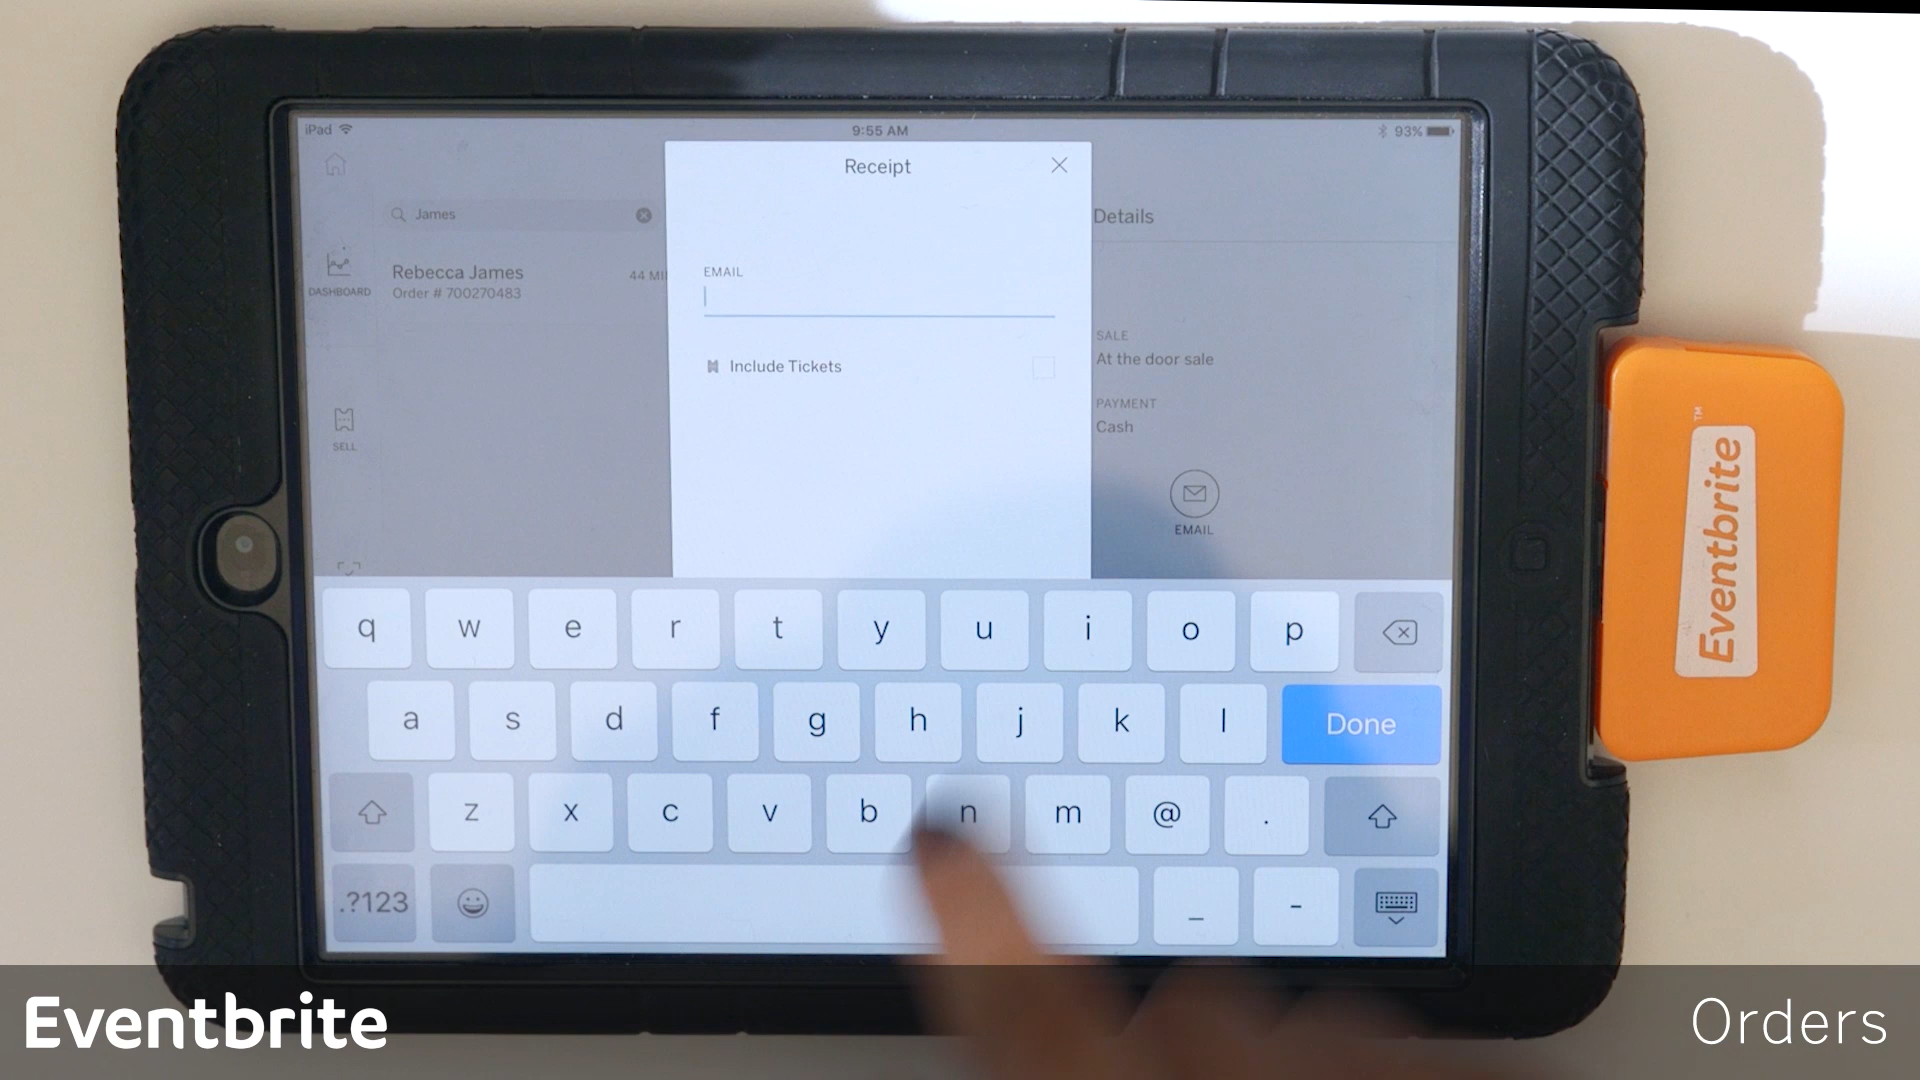 iPad
9:55 AM
93%
Receipt
James
Details
EMAIL
Rebecca James
44 MI
Order # 700270483
DASHBOARD
SALE
Include Tickets
At the door sale
PAYMENT
Cash
SELL
EMAIL
q w e r t y u i o p
a s d f g h j k l Done
z x c v b n m @ .
.?123 _ -
Eventbrite™
Eventbrite
Orders